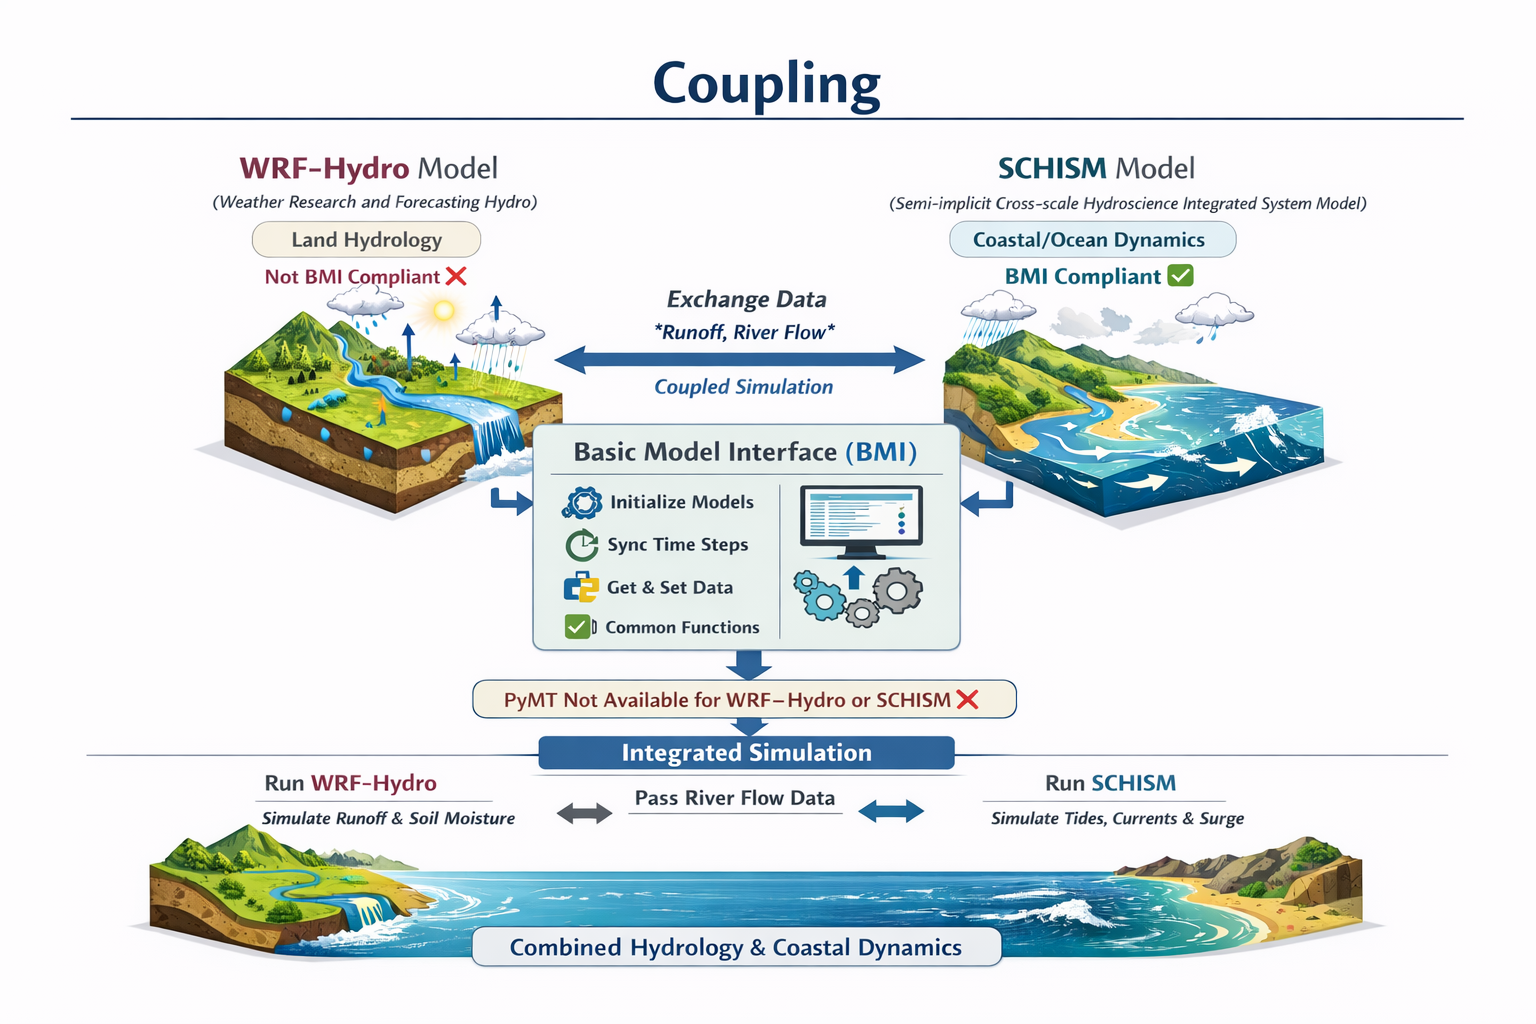 Coupling
WRF-Hydro Model
(Weather Research and Forecasting Hydro)
Land Hydrology
Not BMI Compliant ❌
SCHISM Model
(Semi-implicit Cross-scale Hydroscience Integrated System Model)
Coastal/Ocean Dynamics
BMI Compliant ✅
Exchange Data
*Runoff, River Flow*
Coupled Simulation
Basic Model Interface (BMI)
Initialize Models
Sync Time Steps
Get & Set Data
Common Functions
PyMT Not Available for WRF-Hydro or SCHISM ❌
Integrated Simulation
Run WRF-Hydro
Simulate Runoff & Soil Moisture
Pass River Flow Data
Run SCHISM
Simulate Tides, Currents & Surge
Combined Hydrology & Coastal Dynamics